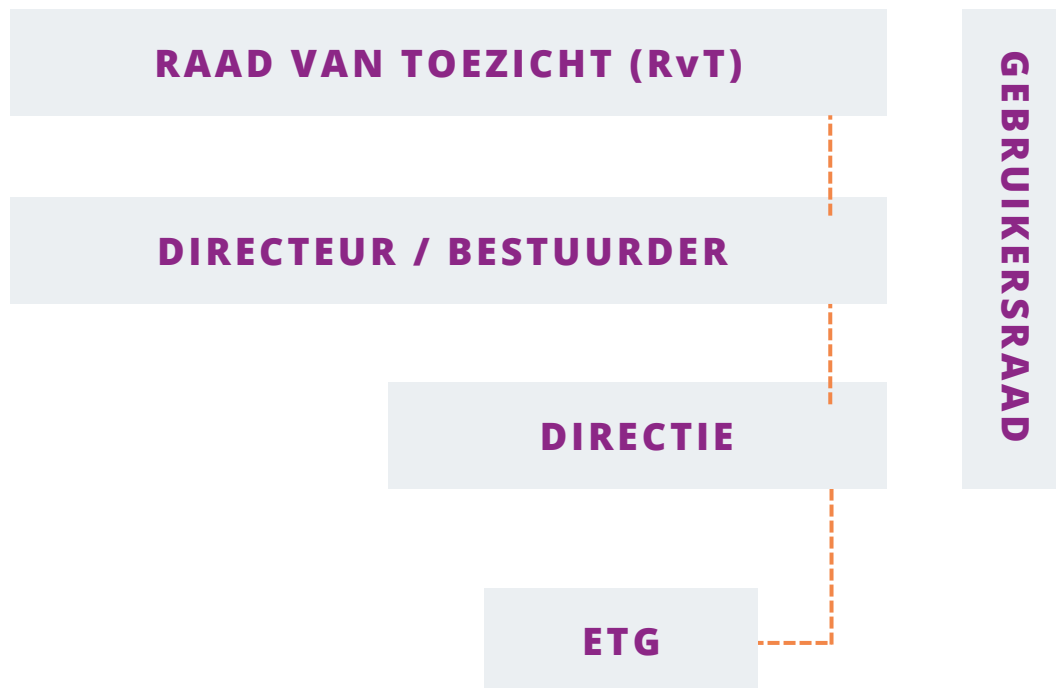 RAAD VAN TOEZICHT (RvT)
DIRECTEUR / BESTUURDER
DIRECTIE
ETG
GEBRUIKERSRAAD